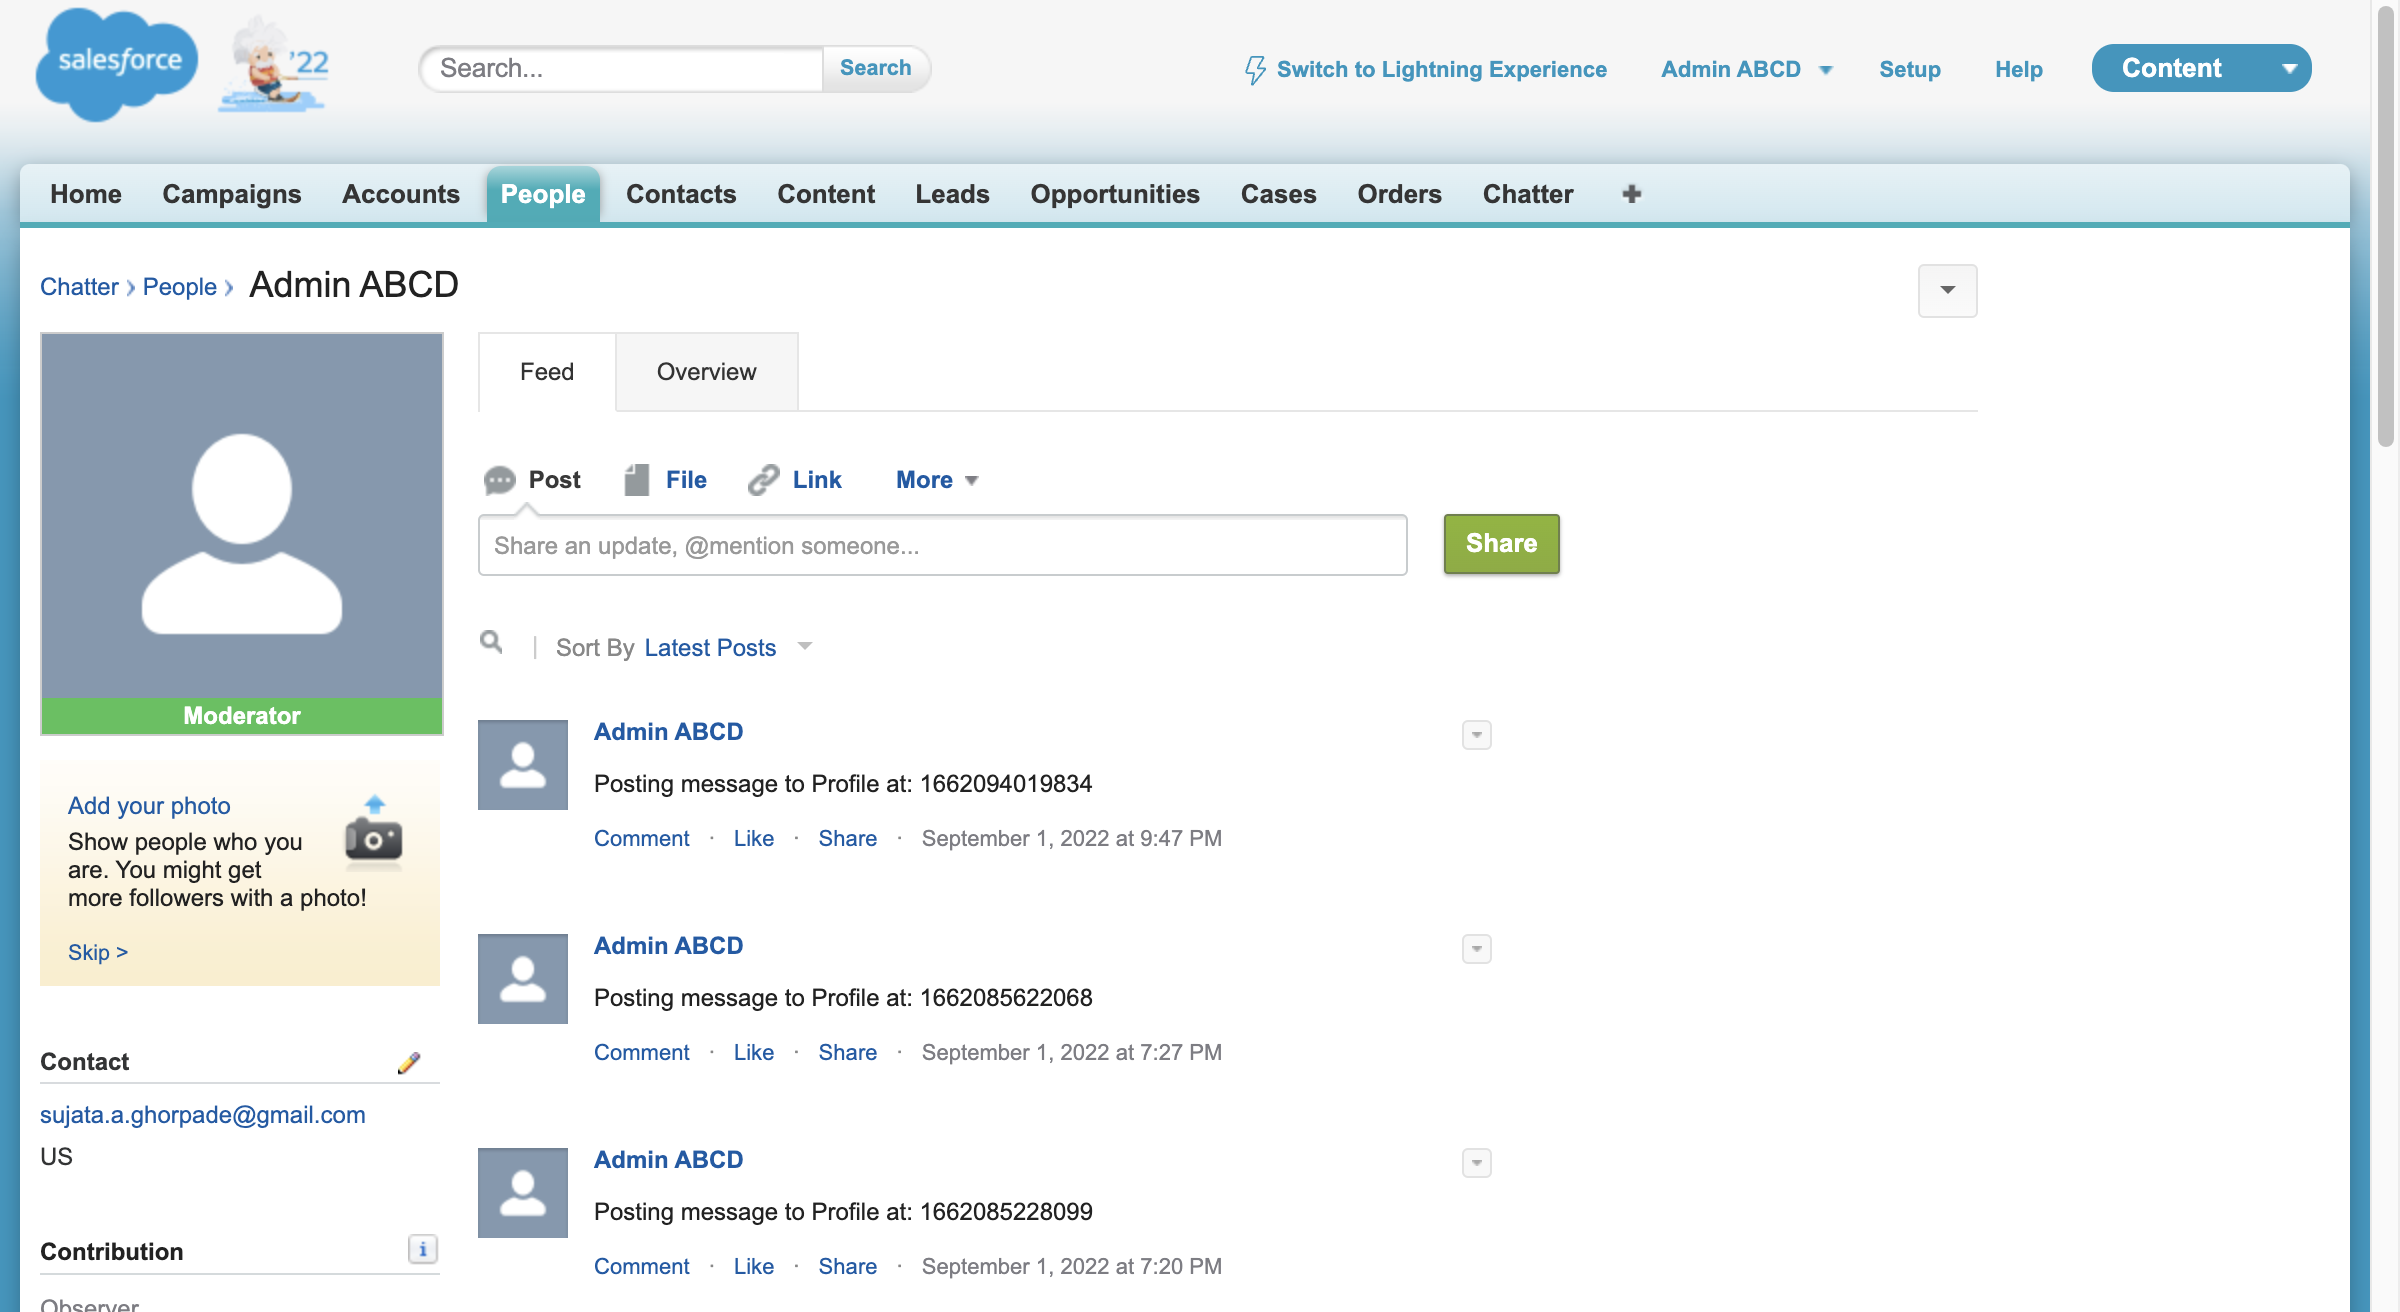 salesforce
'22
Search...
Search
Switch to Lightning Experience
Admin ABCD
Setup
Help
Content
Home
Campaigns
Accounts
People
Contacts
Content
Leads
Opportunities
Cases
Orders
Chatter
Chatter
People
Admin ABCD
Moderator
Add your photo
Show people who you
are. You might get
more followers with a photo!
Skip >
Contact
sujata.a.ghorpade@gmail.com
US
Contribution
Observer
Feed
Overview
Post
File
Link
More
Share an update, @mention someone...
Share
Sort By Latest Posts
Admin ABCD
Posting message to Profile at: 1662094019834
Comment · Like · Share · September 1, 2022 at 9:47 PM
Admin ABCD
Posting message to Profile at: 1662085622068
Comment · Like · Share · September 1, 2022 at 7:27 PM
Admin ABCD
Posting message to Profile at: 1662085228099
Comment · Like · Share · September 1, 2022 at 7:20 PM